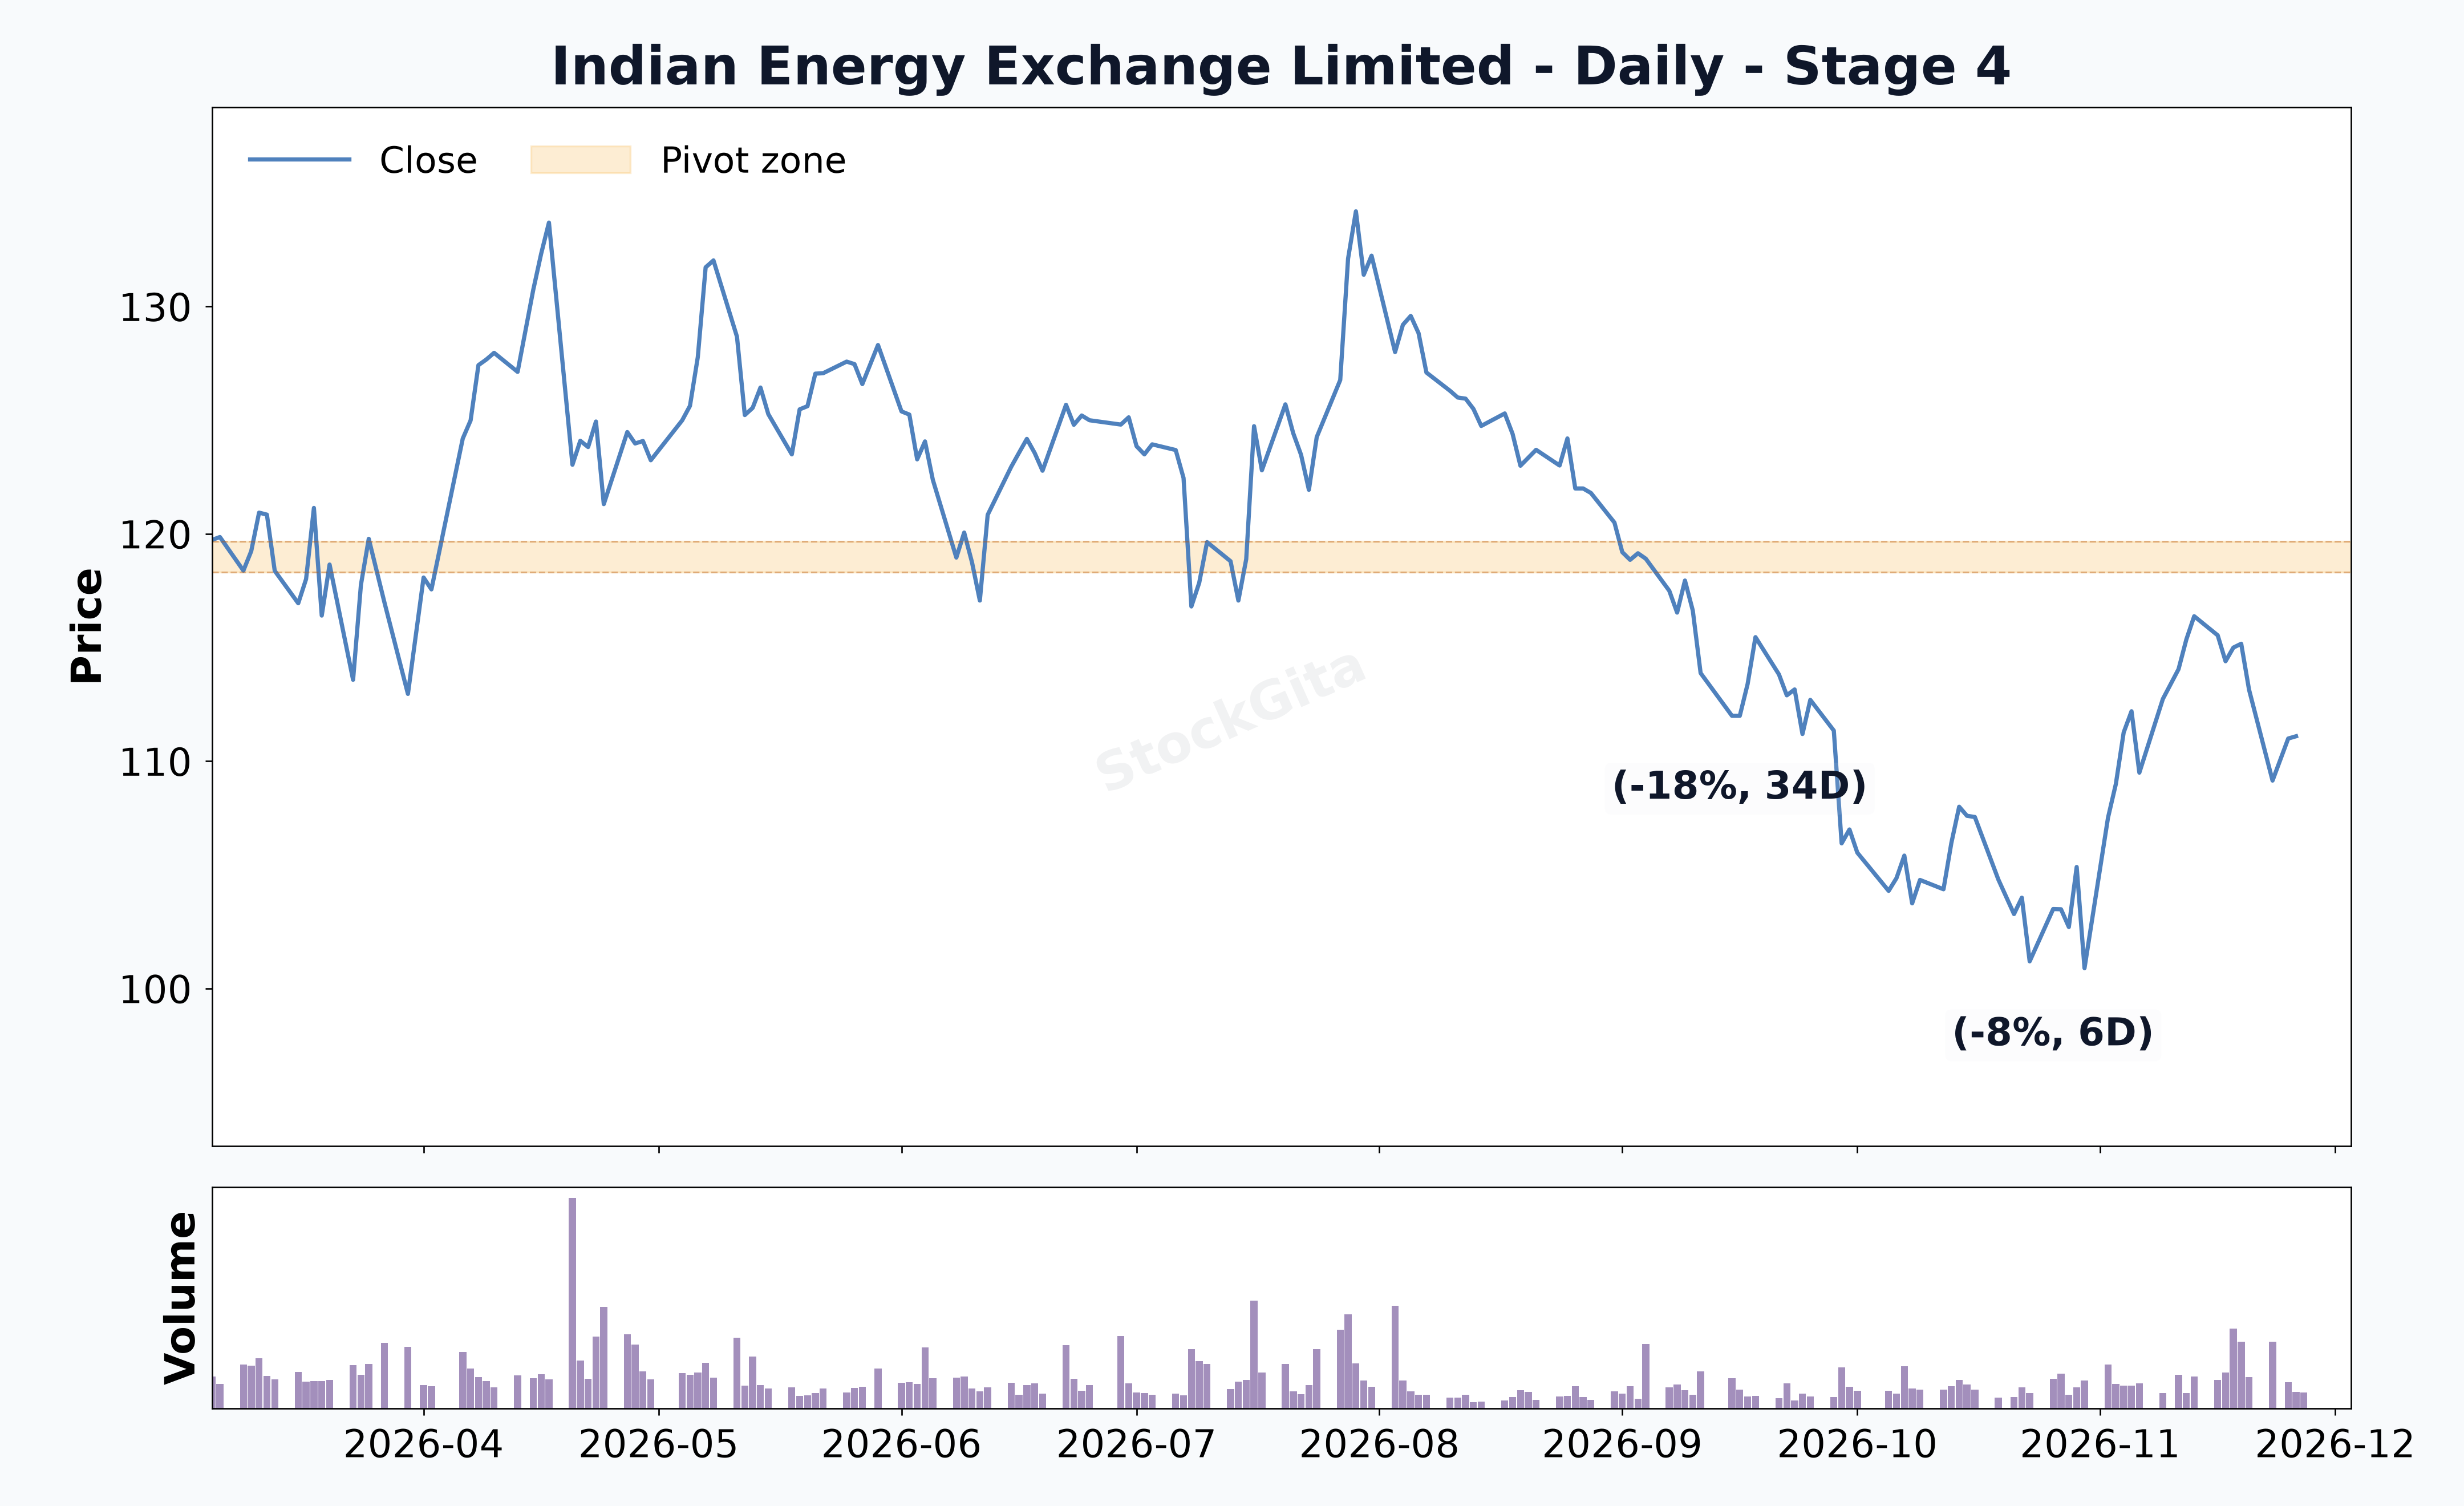 Indian Energy Exchange Limited - Daily - Stage 4
Close
Pivot zone
130
120
110
100
Price
StockGita
(-18%, 34D)
(-8%, 6D)
Volume
2026-04
2026-05
2026-06
2026-07
2026-08
2026-09
2026-10
2026-11
2026-12